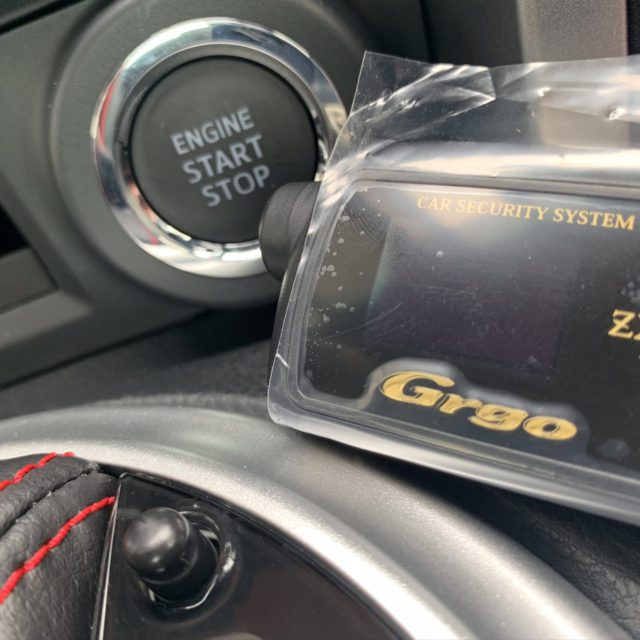 ENGINE
START
STOP
CAR SECURITY SYSTEM
Grgo